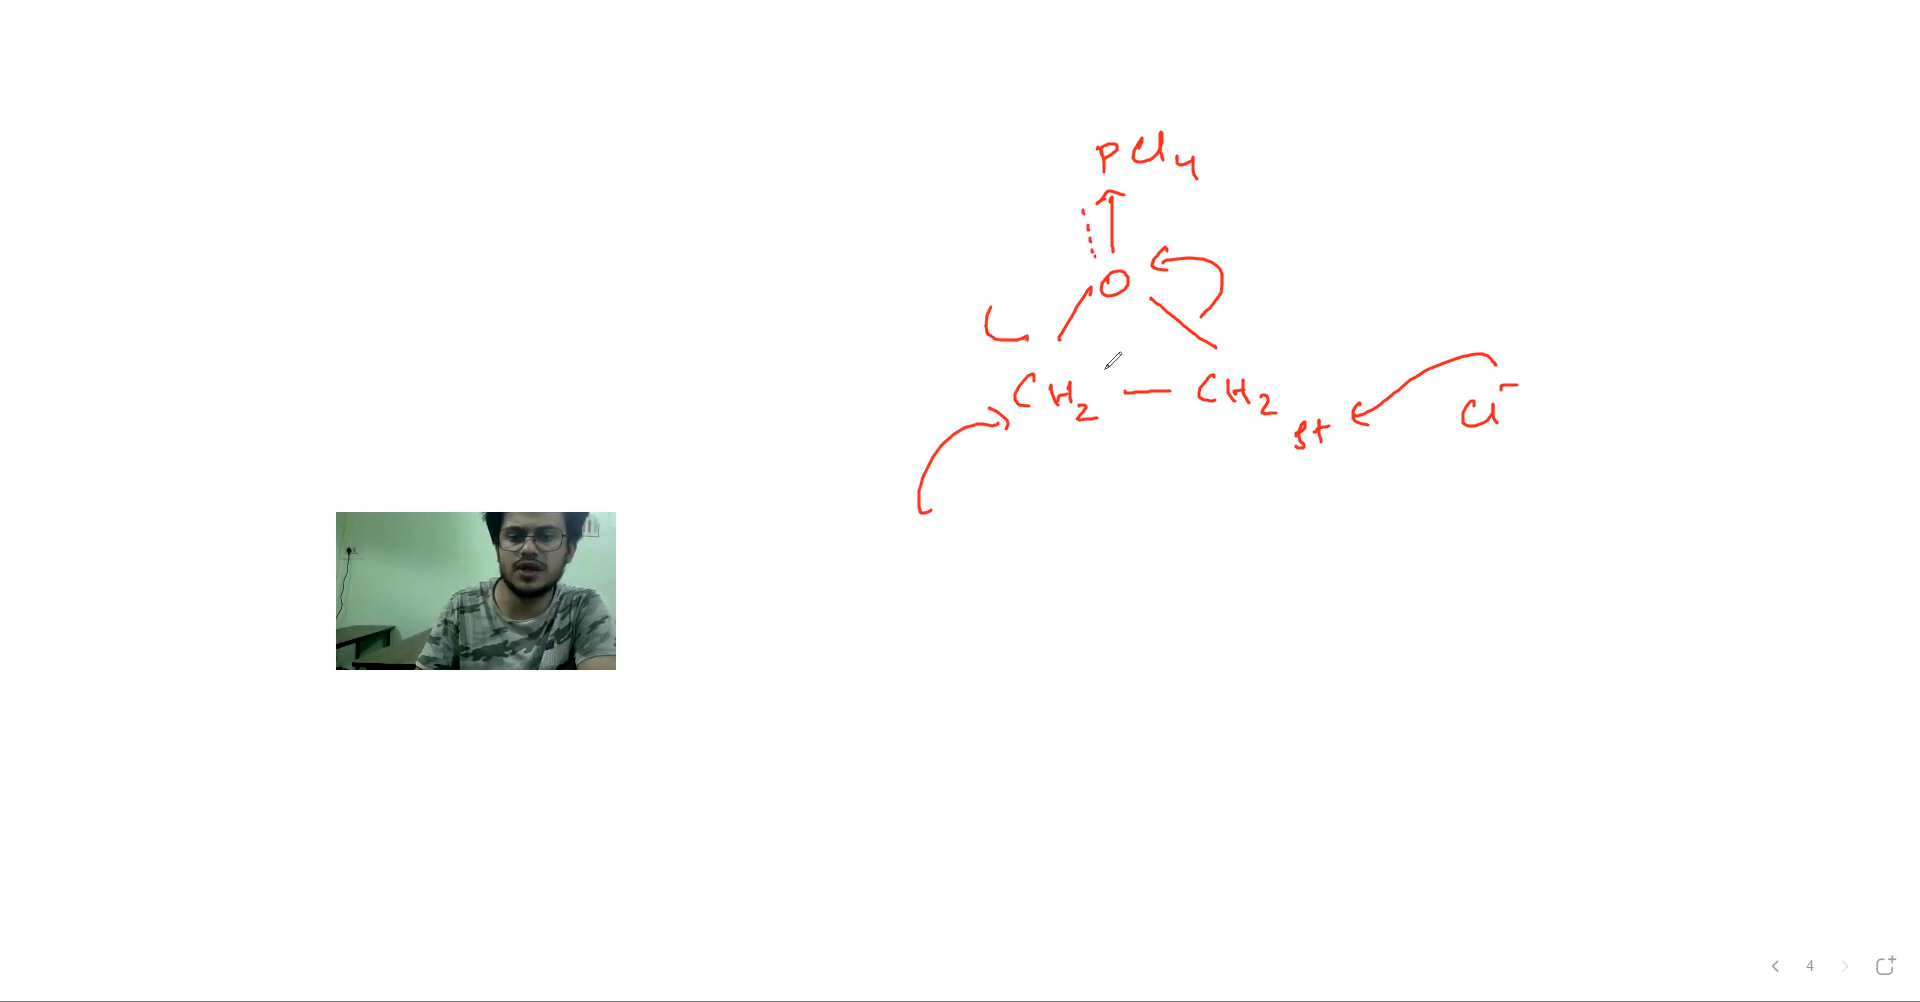 PCl4
O
CH2 — CH2
δ+
Cl-
4